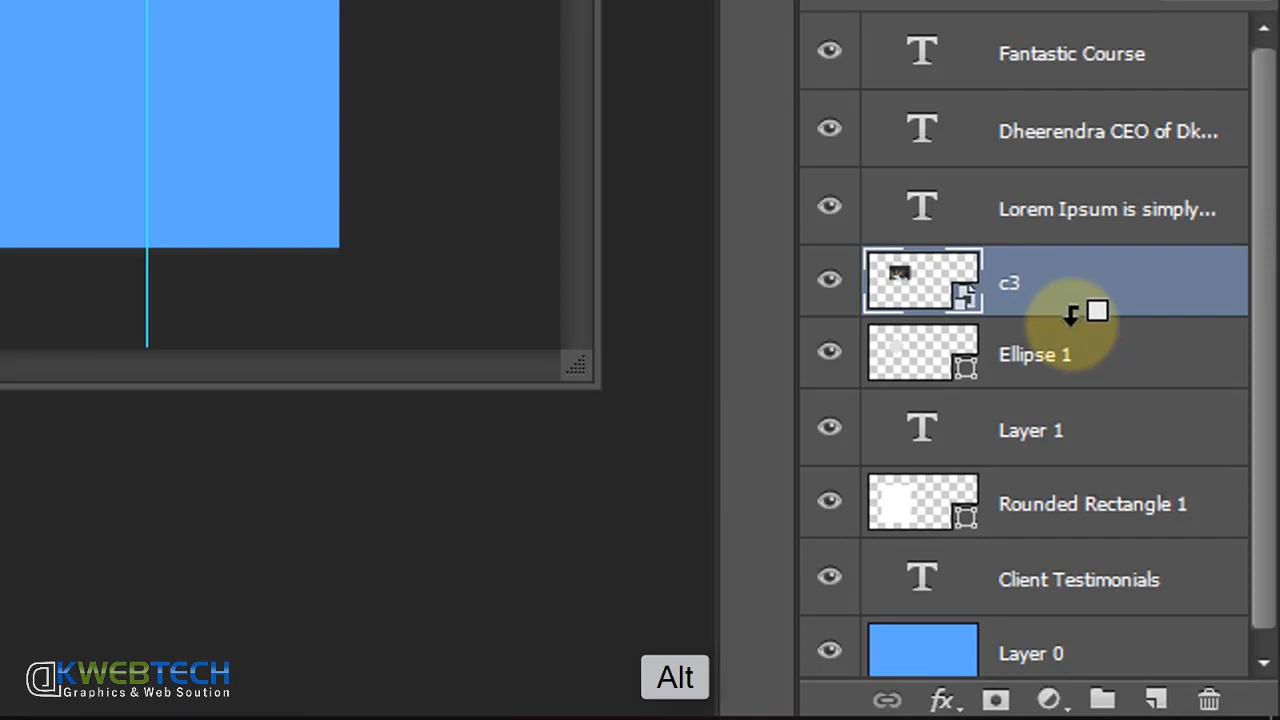 Fantastic Course
Dheerendra CEO of Dk...
Lorem Ipsum is simply...
c3
Ellipse 1
Layer 1
Rounded Rectangle 1
Client Testimonials
Layer 0
DKWEBTECH
Graphics & Web Soution
Alt